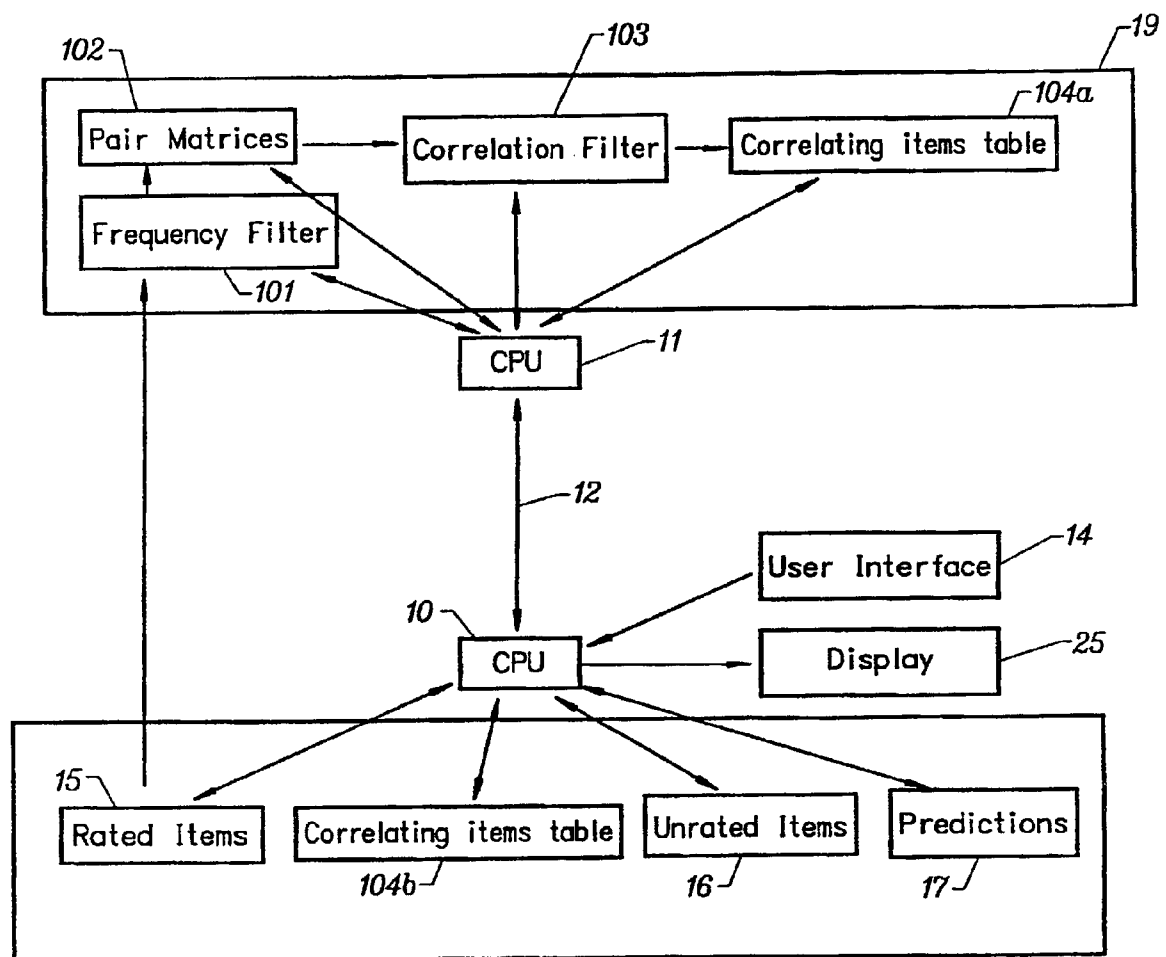 102
103
19
104a
Pair Matrices
Correlation Filter
Correlating items table
Frequency Filter
101
CPU
11
12
14
User Interface
10
CPU
25
Display
15
Rated Items
Correlating items table
Unrated Items
Predictions
104b
16
17